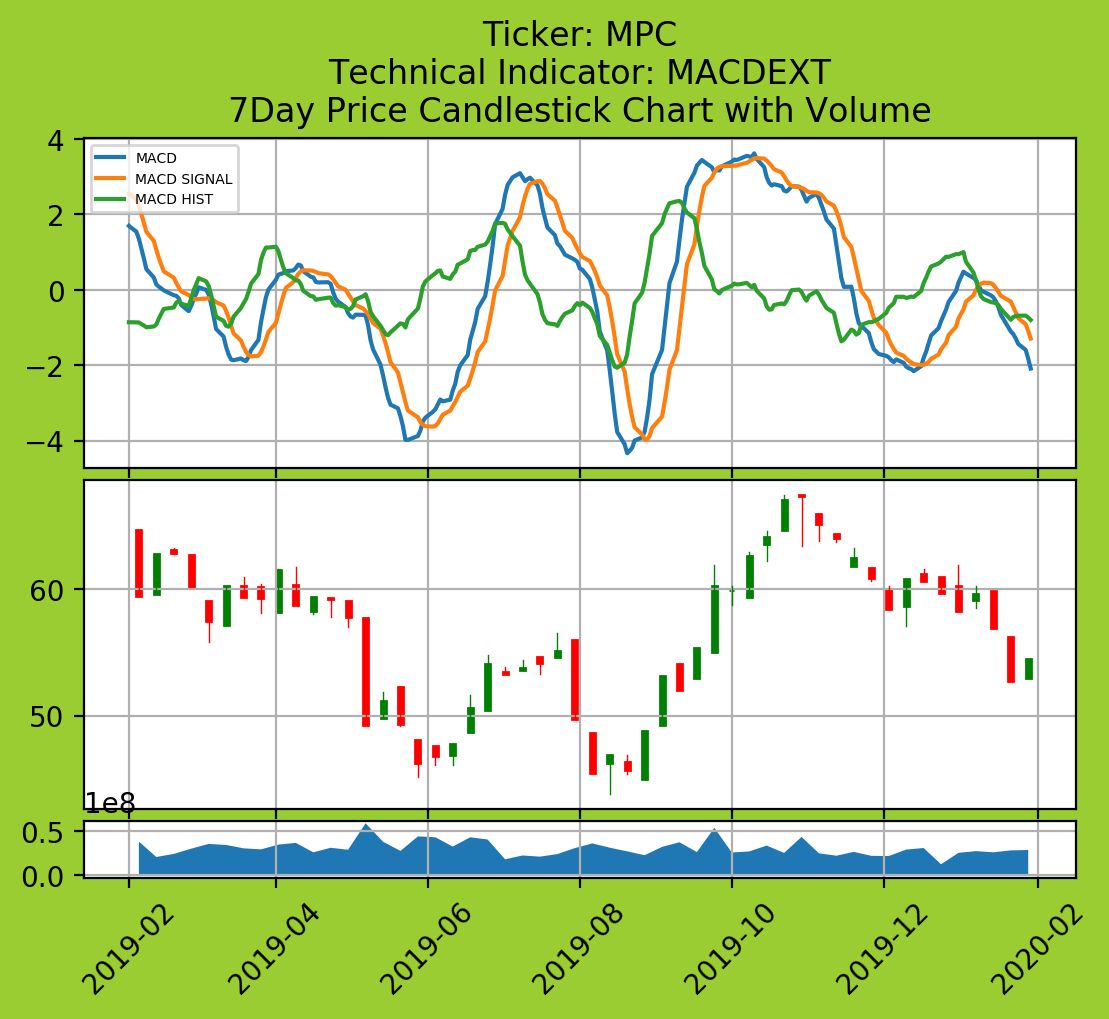 Ticker: MPC
Technical Indicator: MACDEXT
7Day Price Candlestick Chart with Volume
4
MACD
MACD SIGNAL
MACD HIST
2
0
−2
−4
60
50
1e8
0.5
0.0
2019-02
2019-04
2019-06
2019-08
2019-10
2019-12
2020-02